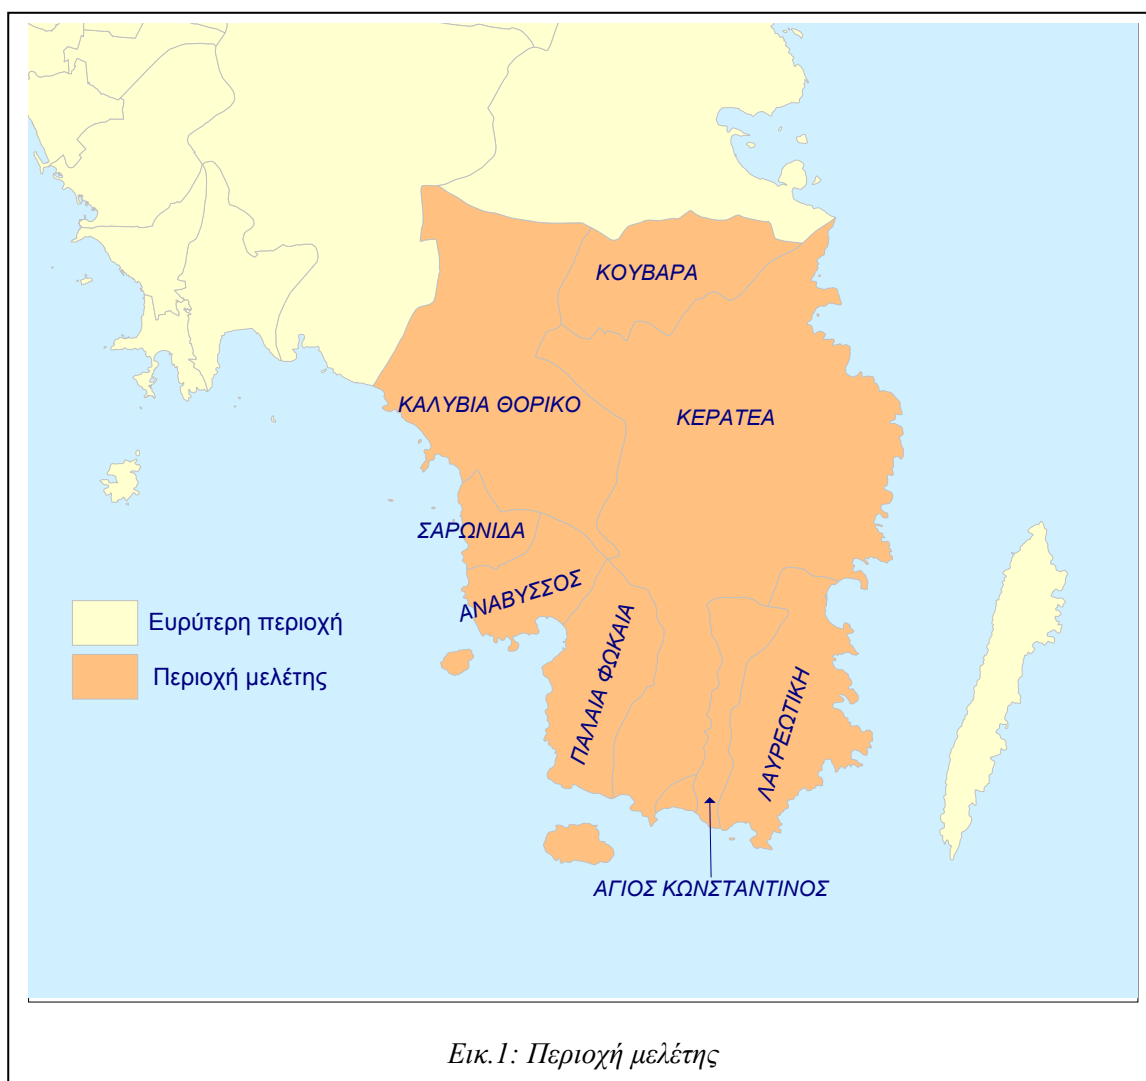 ΚΟΥΒΑΡΑ
ΚΑΛΥΒΙΑ ΘΟΡΙΚΟ
ΚΕΡΑΤΕΑ
ΣΑΡΩΝΙΔΑ
ΑΝΑΒΥΣΣΟΣ
ΠΑΛΑΙΑ ΦΩΚΑΙΑ
ΛΑΥΡΕΩΤΙΚΗ
ΑΓΙΟΣ ΚΩΝΣΤΑΝΤΙΝΟΣ
Ευρύτερη περιοχή
Περιοχή μελέτης
Εικ.1: Περιοχή μελέτης